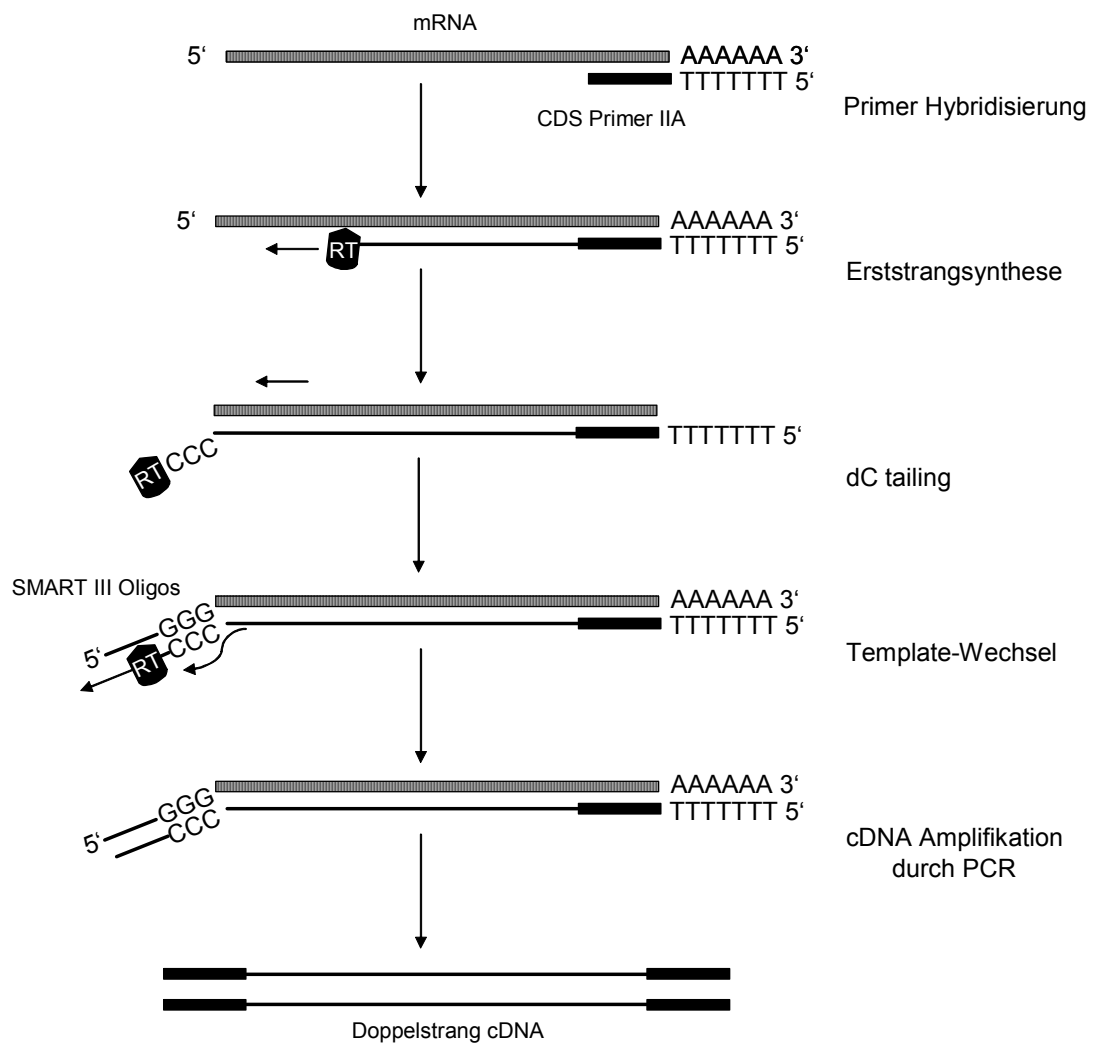 mRNA
5‘ AAAAAA 3‘
TTTTTTT 5‘
CDS Primer IIA
Primer Hybridisierung
5‘ AAAAAA 3‘
RT TTTTTTT 5‘
Erststrangsynthese
TTTTTTT 5‘
RT CCC
dC tailing
SMART III Oligos
AAAAAA 3‘
GGG
5‘ RT CCC TTTTTTT 5‘
Template-Wechsel
AAAAAA 3‘
GGG
5‘ CCC TTTTTTT 5‘
cDNA Amplifikation
durch PCR
Doppelstrang cDNA